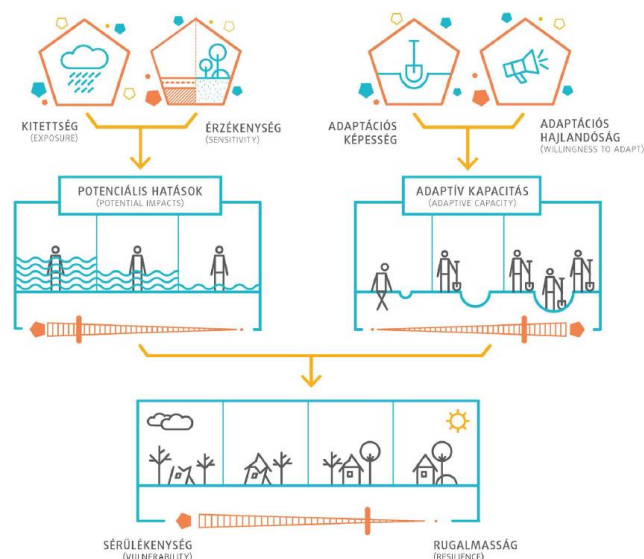 KITETTSÉG
(EXPOSURE)
ÉRZÉKENYSÉG
(SENSITIVITY)
ADAPTÁCIÓS
KÉPESSÉG
ADAPTÁCIÓS
HAJLANDÓSÁG
(WILLINGNESS TO ADAPT)
POTENCIÁLIS HATÁSOK
(POTENTIAL IMPACTS)
ADAPTÍV KAPACITÁS
(ADAPTIVE CAPACITY)
SÉRÜLÉKENYSÉG
(VULNERABILITY)
RUGALMASSÁG
(RESILIENCE)